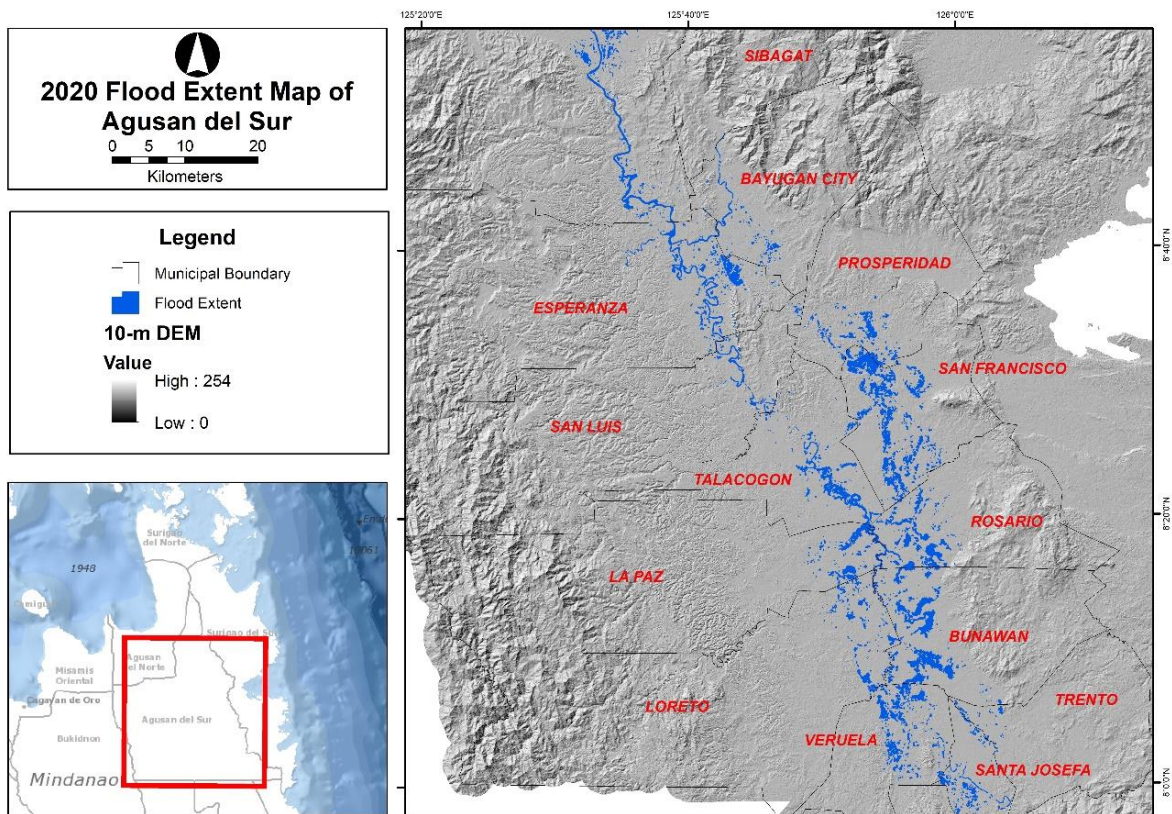 2020 Flood Extent Map of
Agusan del Sur
0 5 10 20
Kilometers
Legend
Municipal Boundary
Flood Extent
10-m DEM
Value
High : 254
Low : 0
Surigao
del Norte
1948
10061
Surigao del
Agusan
del Norte
Misamis
Oriental
Cagayan de Oro
Agusan del Sur
Bukidnon
Mindanao
125°20'0"E
125°40'0"E
126°0'0"E
SIBAGAT
BAYUGAN CITY
8°40'0"N
PROSPERIDAD
ESPERANZA
SAN FRANCISCO
SAN LUIS
TALACOGON
8°20'0"N
ROSARIO
LA PAZ
BUNAWAN
LORETO
TRENTO
VERUELA
SANTA JOSEFA
8°0'0"N